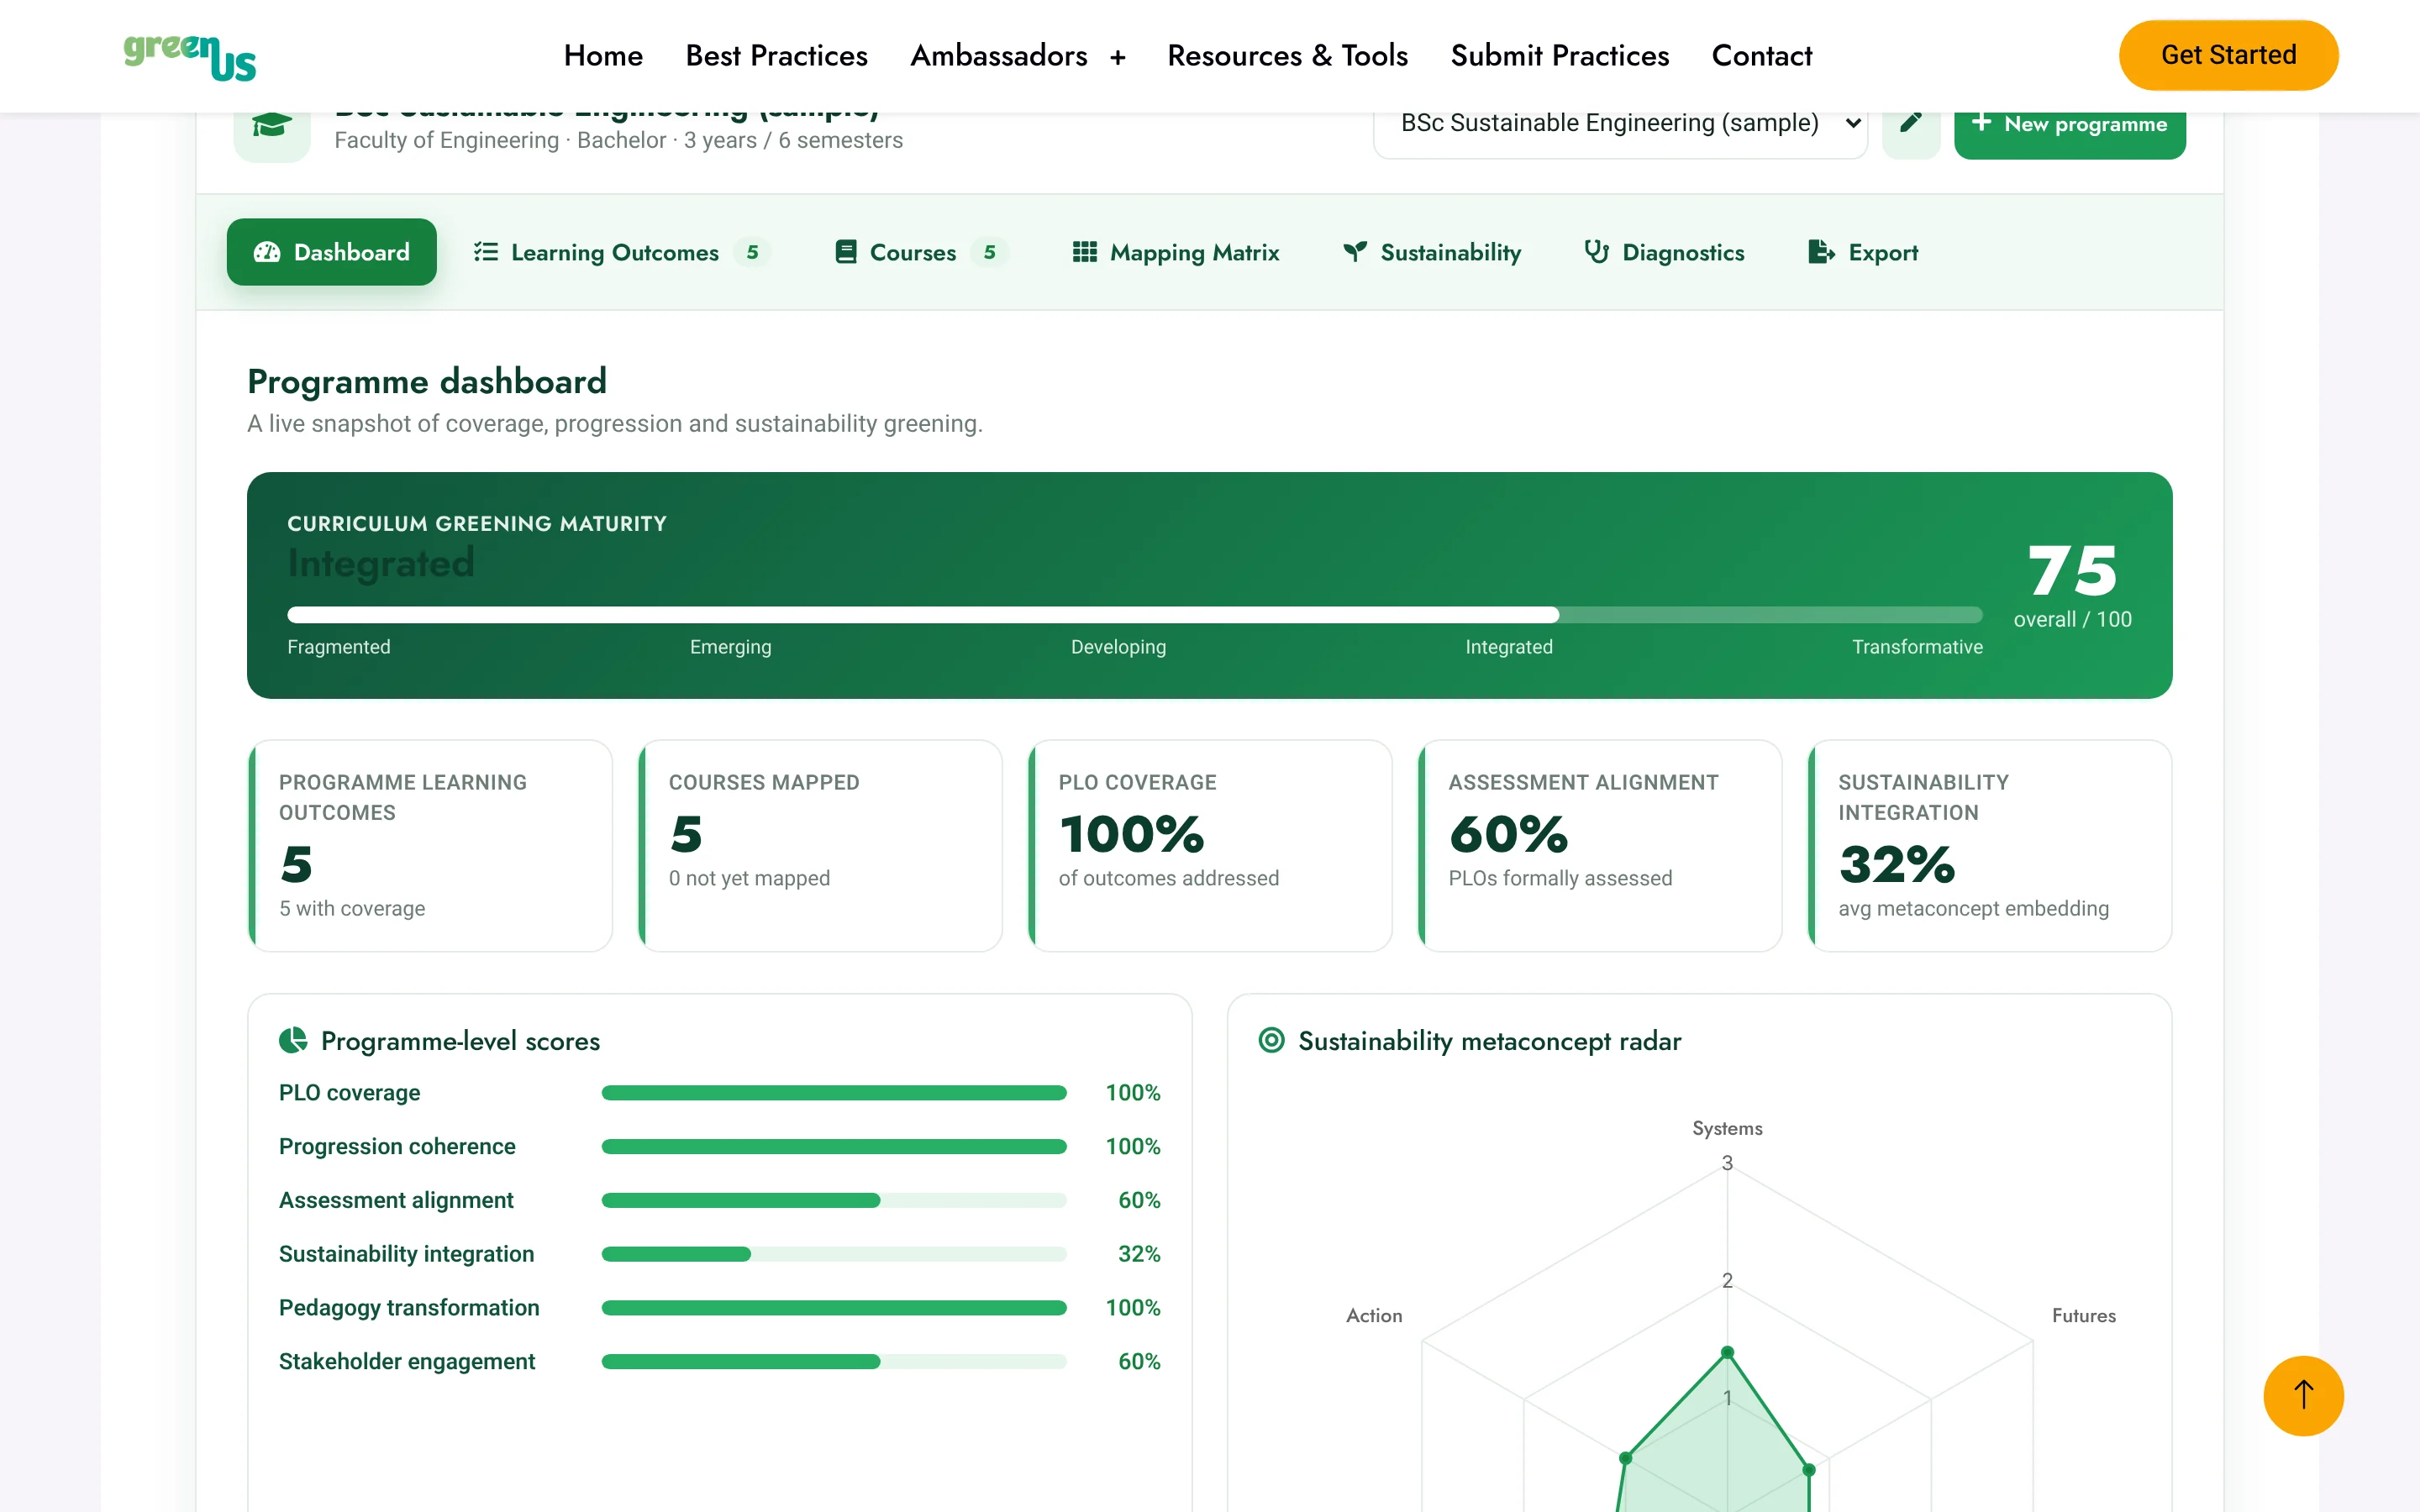 greenus
Home Best Practices Ambassadors + Resources & Tools Submit Practices Contact
Get Started
BSc Sustainable Engineering (sample)
Faculty of Engineering · Bachelor · 3 years / 6 semesters
BSc Sustainable Engineering (sample)
+ New programme
Dashboard
Learning Outcomes 5
Courses 5
Mapping Matrix
Sustainability
Diagnostics
Export
Programme dashboard
A live snapshot of coverage, progression and sustainability greening.
CURRICULUM GREENING MATURITY
Integrated
Fragmented Emerging Developing Integrated Transformative
75
overall / 100
PROGRAMME LEARNING
OUTCOMES
5
5 with coverage
COURSES MAPPED
5
0 not yet mapped
PLO COVERAGE
100%
of outcomes addressed
ASSESSMENT ALIGNMENT
60%
PLOs formally assessed
SUSTAINABILITY
INTEGRATION
32%
avg metaconcept embedding
Programme-level scores
PLO coverage 100%
Progression coherence 100%
Assessment alignment 60%
Sustainability integration 32%
Pedagogy transformation 100%
Stakeholder engagement 60%
Sustainability metaconcept radar
Systems
3
2
Action
Futures
1